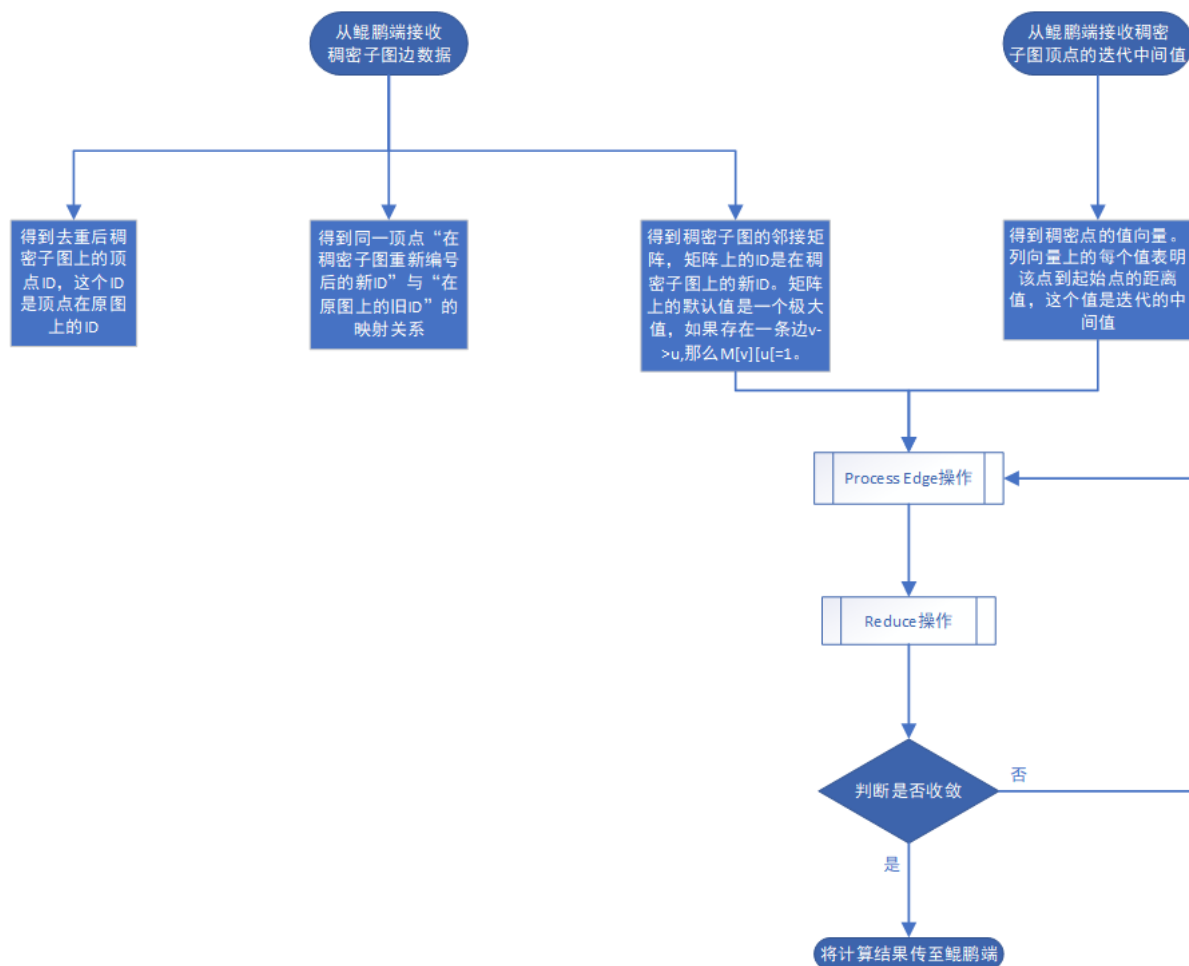 从鲲鹏端接收
稠密子图边数据
从鲲鹏端接收稠密
子图顶点的迭代中间值
得到去重后稠
密子图上的顶
点ID，这个ID
是顶点在原图
上的ID
得到同一顶点“在
稠密子图重新编号
后的新ID”与“在
原图上的旧ID”的
映射关系
得到稠密子图的邻接矩
阵，矩阵上的ID是在稠
密子图上的新ID。矩阵
上的默认值是一个极大
值，如果存在一条边v-
>u,那么M[v][u[=1。
得到稠密点的值向量。
列向量上的每个值表明
该点到起始点的距离
值，这个值是迭代的中
间值
Process Edge操作
Reduce操作
判断是否收敛
否
是
将计算结果传至鲲鹏端